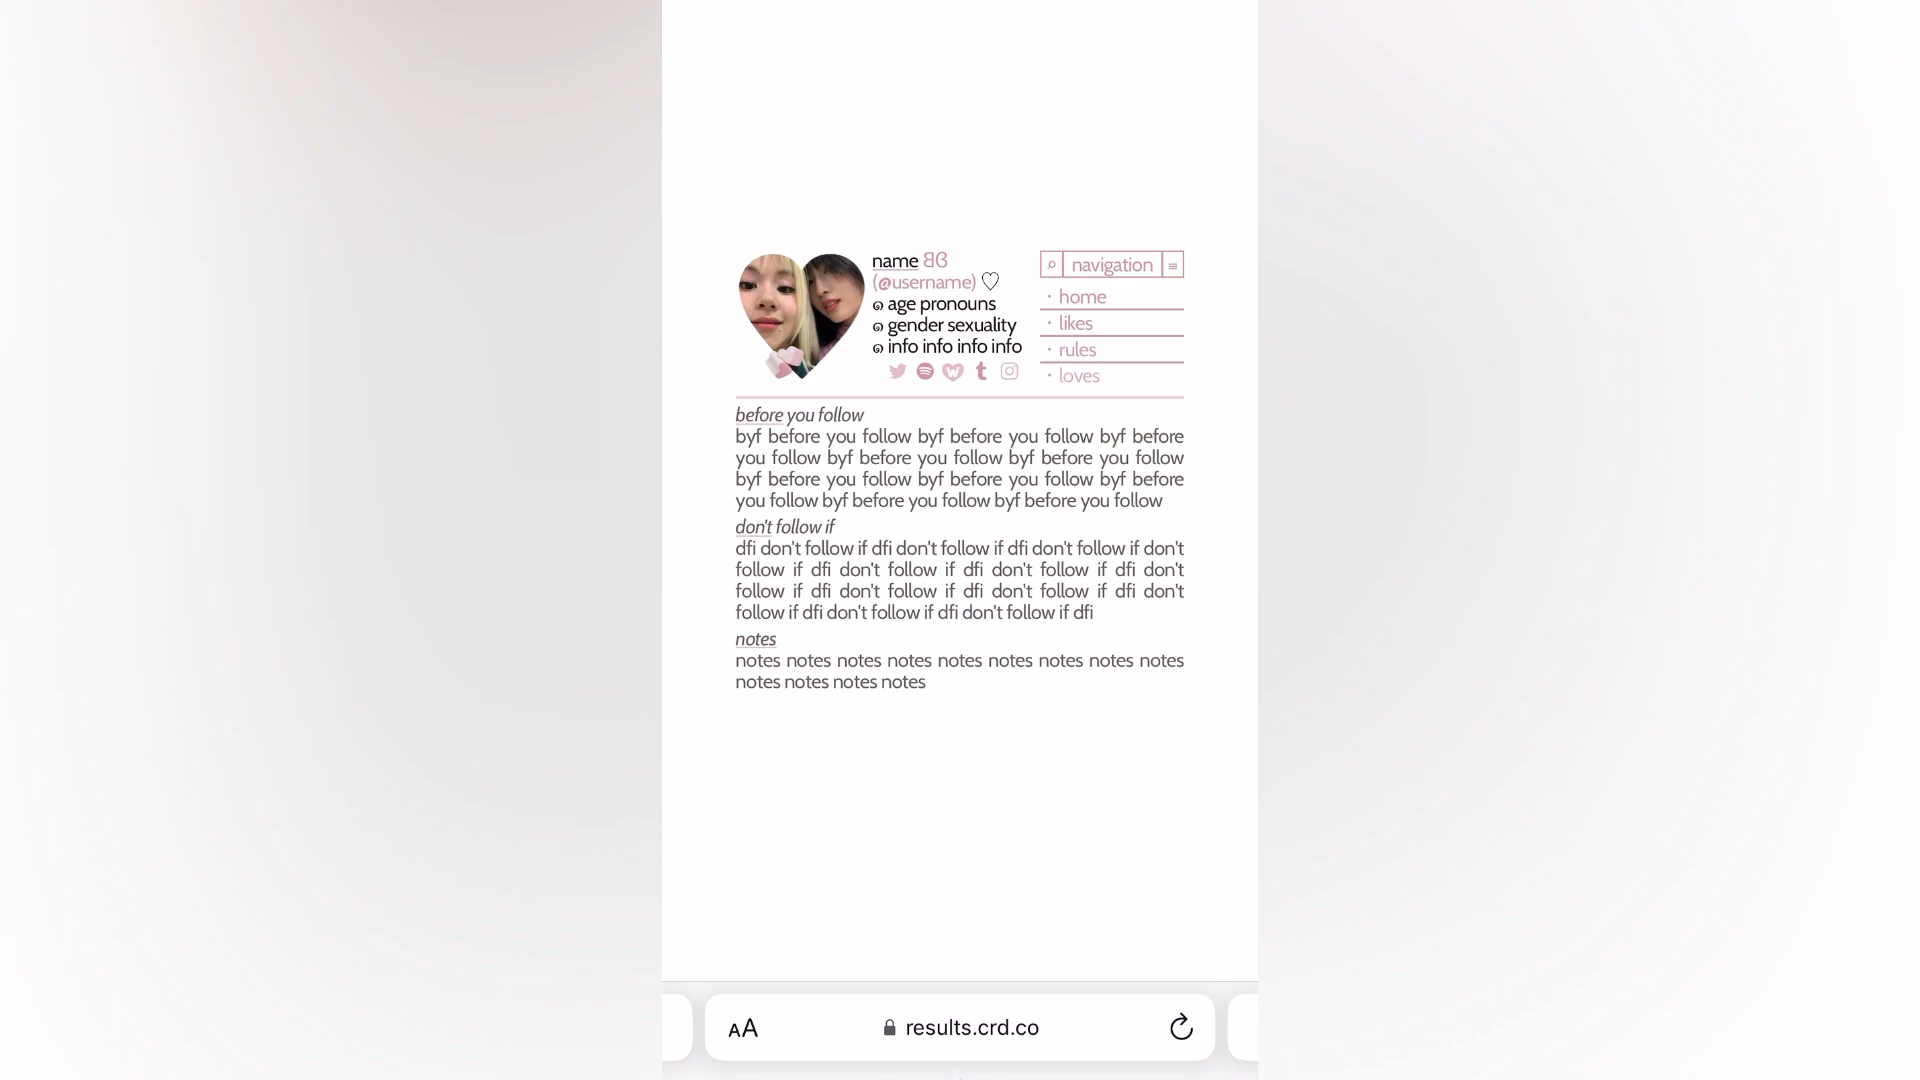 name ᗺᗷ
(@username) ♡
๑ age pronouns
๑ gender sexuality
๑ info info info info
navigation ≡
· home
· likes
· rules
· loves
before you follow
byf before you follow byf before you follow byf before
you follow byf before you follow byf before you follow
byf before you follow byf before you follow byf before
you follow byf before you follow byf before you follow
don't follow if
dfi don't follow if dfi don't follow if dfi don't follow if don't
follow if dfi don't follow if dfi don't follow if dfi don't
follow if dfi don't follow if dfi don't follow if dfi don't
follow if dfi don't follow if dfi don't follow if dfi
notes
notes notes notes notes notes notes notes notes notes
notes notes notes notes
AA results.crd.co